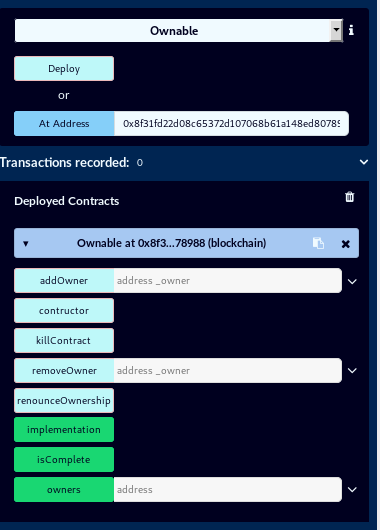 Ownable
Deploy
or
At Address 0x8f31fd22d08c65372d107068b61a148ed8078
Transactions recorded: 0
Deployed Contracts
Ownable at 0x8f3...78988 (blockchain)
addOwner address _owner
contructor
killContract
removeOwner address _owner
renounceOwnership
implementation
isComplete
owners address